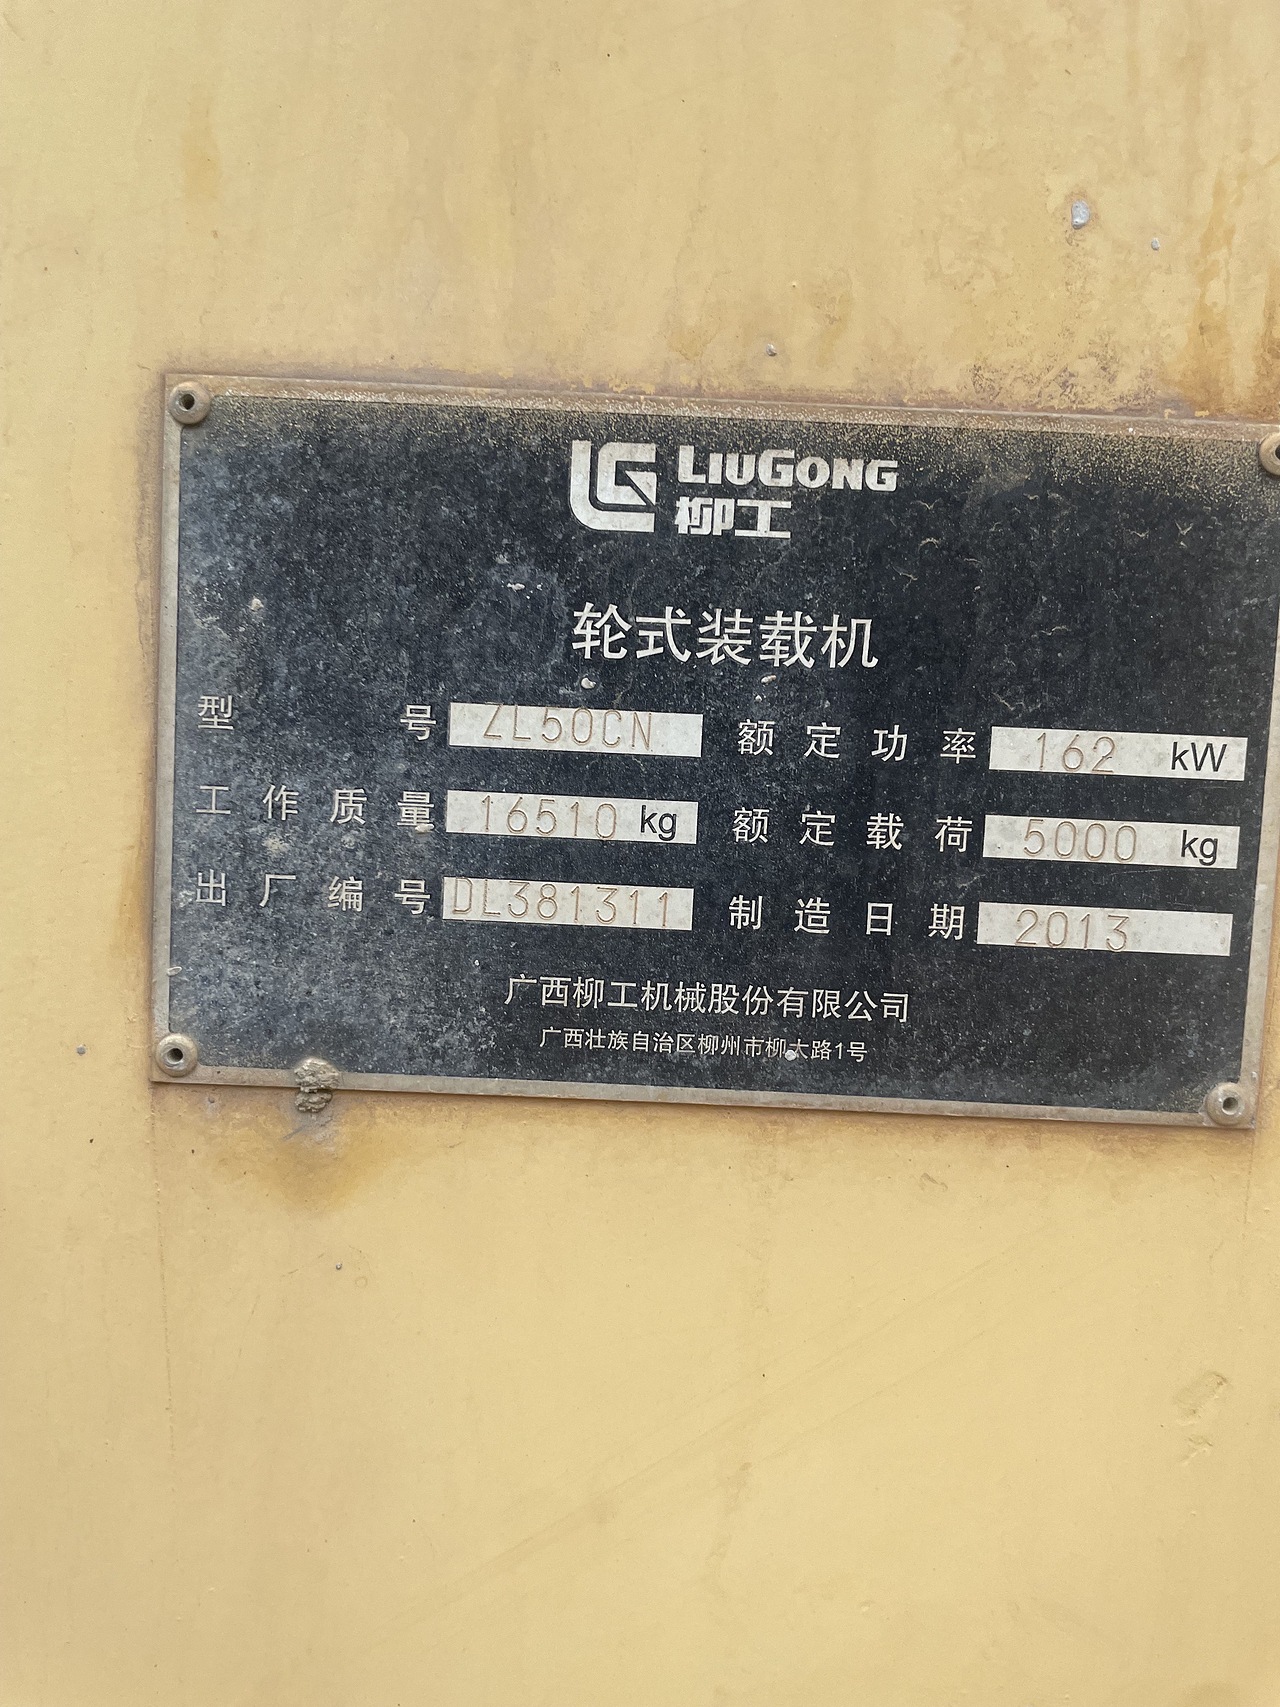 LIUGONG
柳工
轮式装载机
型号 ZL50CN 额定功率 162 kW
工作质量 16510 kg 额定载荷 5000 kg
出厂编号 DL381311 制造日期 2013
广西柳工机械股份有限公司
广西壮族自治区柳州市柳太路1号